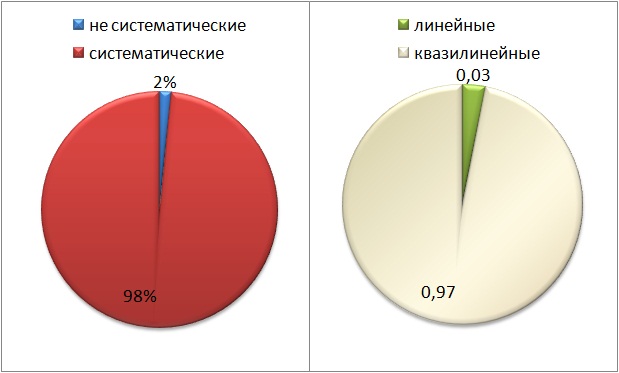 не систематические
систематические
2%
98%
линейные
квазилинейные
0,03
0,97